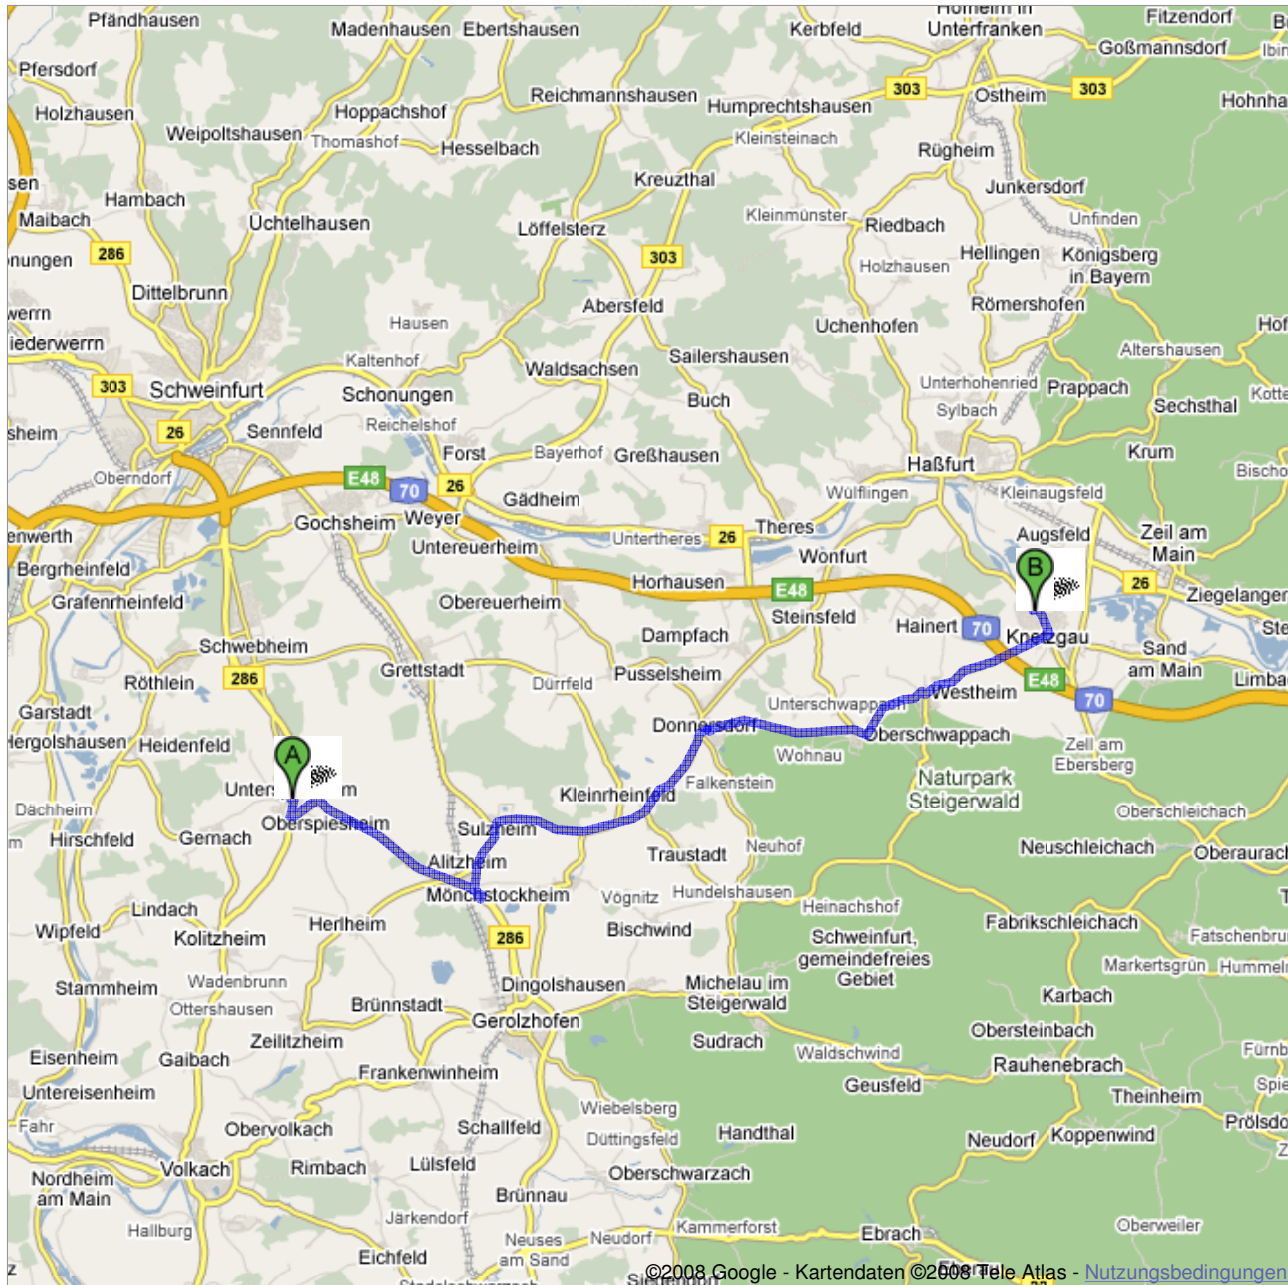 Pfändhausen
Madenhausen
Ebertshausen
Kerbfeld
Hofheim in
Unterfranken
Fitzendorf
Goßmannsdorf
Pfersdorf
Holzhausen
Hoppachshof
Reichmannshausen
Humprechtshausen
303
Ostheim
303
Weipoltshausen
Thomashof
Hesselbach
Kleinsteinach
Rügheim
Kreuzthal
Junkersdorf
Hambach
Maibach
Üchtelhausen
Löffelsterz
Kleinmünster
Riedbach
Unfinden
286
303
Hellingen
Königsberg
in Bayern
Holzhausen
Dittelbrunn
Abersfeld
Römershofen
Hausen
Uchenhofen
Kaltenhof
Waldsachsen
Sailershausen
Altershausen
303
Schweinfurt
Schonungen
Buch
Unterhohenried
Prappach
Sylbach
Sechsthal
26
Sennfeld
Reichelshof
Forst
Bayerhof
Greßhausen
Haßfurt
Krum
Oberndorf
E48
70
26
Gädheim
Wülflingen
Kleinaugsfeld
Gochsheim
Weyer
Untertheres
26
Theres
Augsfeld
Zeil am
Main
Untereuerheim
Wonfurt
Bergrheinfeld
Horhausen
E48
B
26
Grafenrheinfeld
Obereuerheim
Steinsfeld
Hainert
70
Knetzgau
Schwebheim
Dampfach
Sand
am Main
286
Grettstadt
Pusselsheim
E48
Röthlein
Dürrfeld
Westheim
70
Garstadt
Unterschwappach
Donnersdorf
Oberschwappach
Heidenfeld
A
Wohnau
Zell am
Ebersberg
Falkenstein
Naturpark
Steigerwald
Kleinrheinfeld
Dächheim
Oberspiesheim
Sulzheim
Oberschleichach
Hirschfeld
Gernach
Alitzheim
Traustadt
Neuhof
Neuschleichach
Mönchstockheim
Vögnitz
Hundelshausen
Heinachshof
Lindach
Herlheim
Fabrikschleichach
Wipfeld
Kolitzheim
286
Bischwind
Schweinfurt,
gemeindefreies
Gebiet
Markertsgrün
Stammheim
Wadenbrunn
Dingolshausen
Michelau im
Steigerwald
Karbach
Ottershausen
Brünnstadt
Gerolzhofen
Obersteinbach
Zeilitzheim
Sudrach
Waldschwind
Eisenheim
Gaibach
Frankenwinheim
Geusfeld
Rauhenebrach
Untereisenheim
Theinheim
Fahr
Obervolkach
Schallfeld
Wiebelsberg
Düttingsfeld
Handthal
Neudorf
Koppenwind
Volkach
Rimbach
Lülsfeld
Oberschwarzach
Nordheim
am Main
Brünnau
Hallburg
Järkendorf
Kammerforst
Oberweiler
Neuses
am Sand
Neudorf
Ebrach
Eichfeld
©2008 Google - Kartendaten ©2008 Tele Atlas - Nutzungsbedingungen